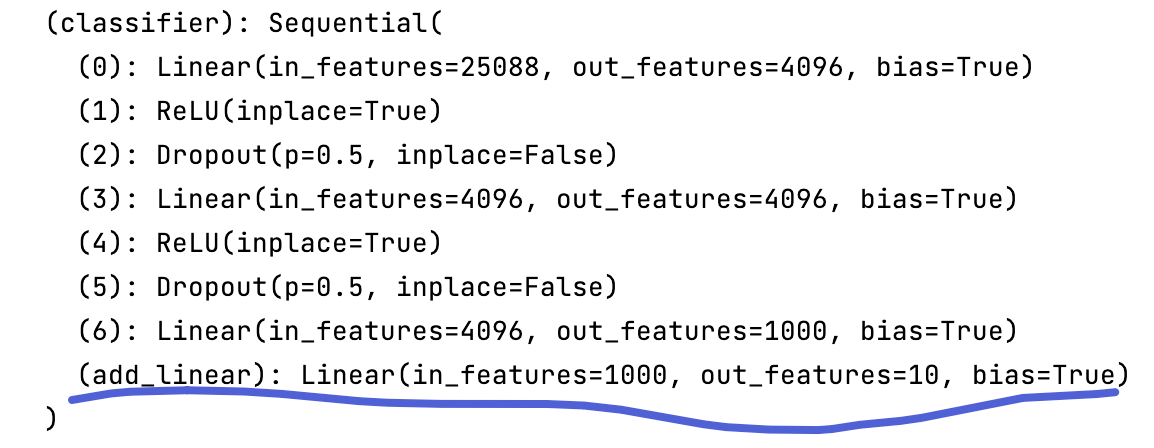 (classifier): Sequential(
(0): Linear(in_features=25088, out_features=4096, bias=True)
(1): ReLU(inplace=True)
(2): Dropout(p=0.5, inplace=False)
(3): Linear(in_features=4096, out_features=4096, bias=True)
(4): ReLU(inplace=True)
(5): Dropout(p=0.5, inplace=False)
(6): Linear(in_features=4096, out_features=1000, bias=True)
(add_linear): Linear(in_features=1000, out_features=10, bias=True)
)